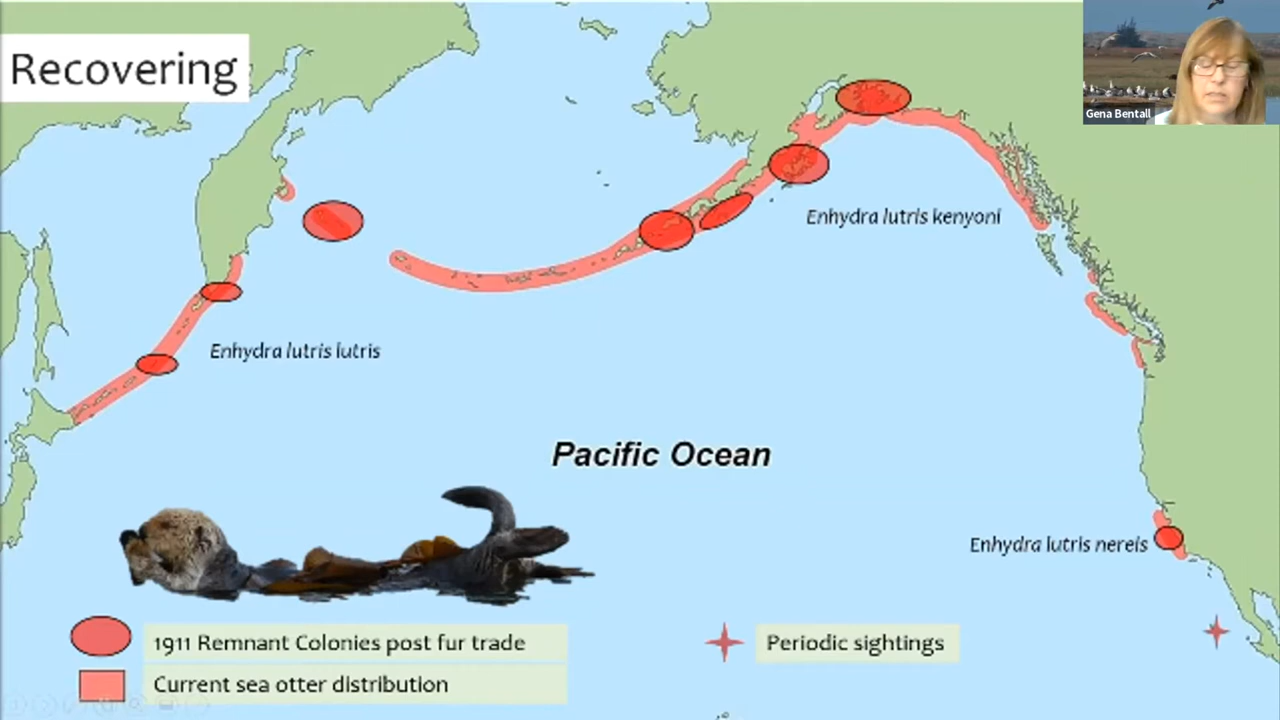 Recovering
Gena Bentall
Enhydra lutris kenyoni
Enhydra lutris lutris
Pacific Ocean
Enhydra lutris nereis
1911 Remnant Colonies post fur trade
Periodic sightings
Current sea otter distribution